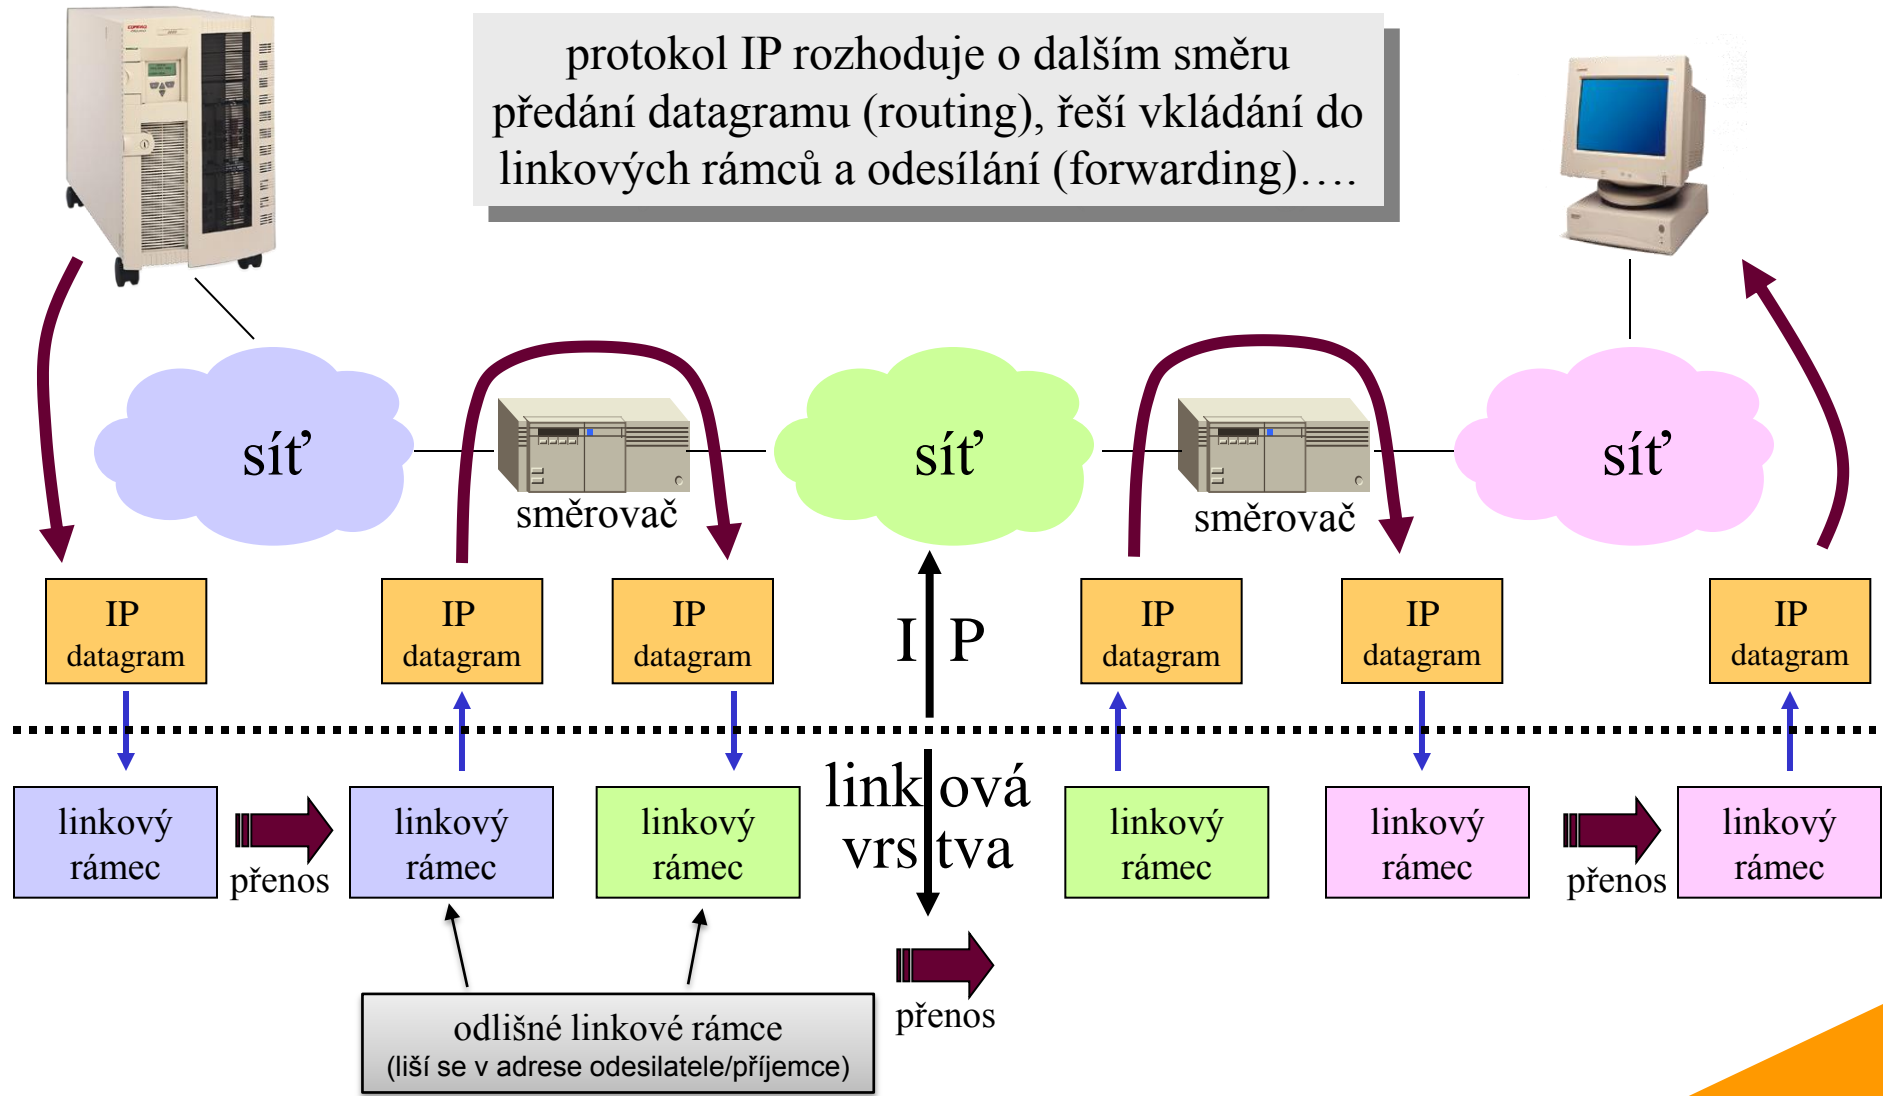 protokol IP rozhoduje o dalším směru
předání datagramu (routing), řeší vkládání do
linkových rámců a odesílání (forwarding)….
síť
síť
síť
směrovač
směrovač
IP
datagram
IP
datagram
IP
datagram
I P
IP
datagram
IP
datagram
IP
datagram
linková
vrstva
linkový
rámec
přenos
linkový
rámec
linkový
rámec
linkový
rámec
linkový
rámec
přenos
linkový
rámec
přenos
odlišné linkové rámce
(liší se v adrese odesilatele/příjemce)